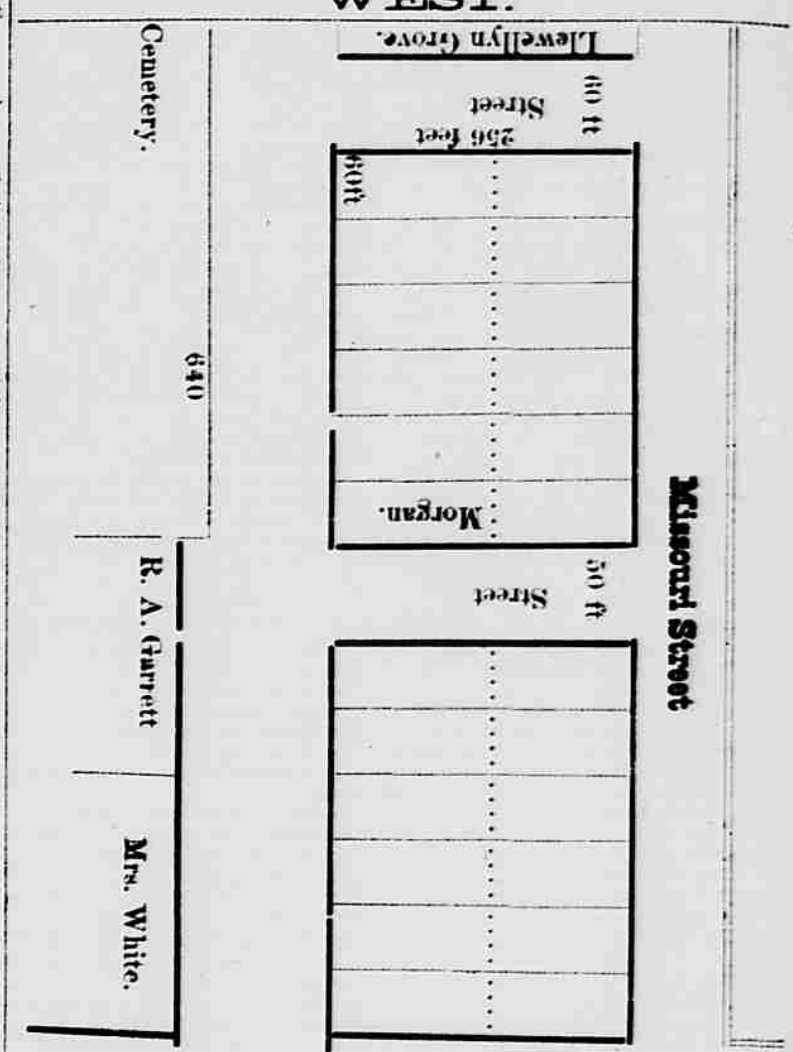 WEST.
Llewellyn Grove.
60 ft
Street
256 feet
60ft
Cemetery.
640
Morgan.
Missouri Street
50 ft
Street
R. A. Garrett
Mrs. White.